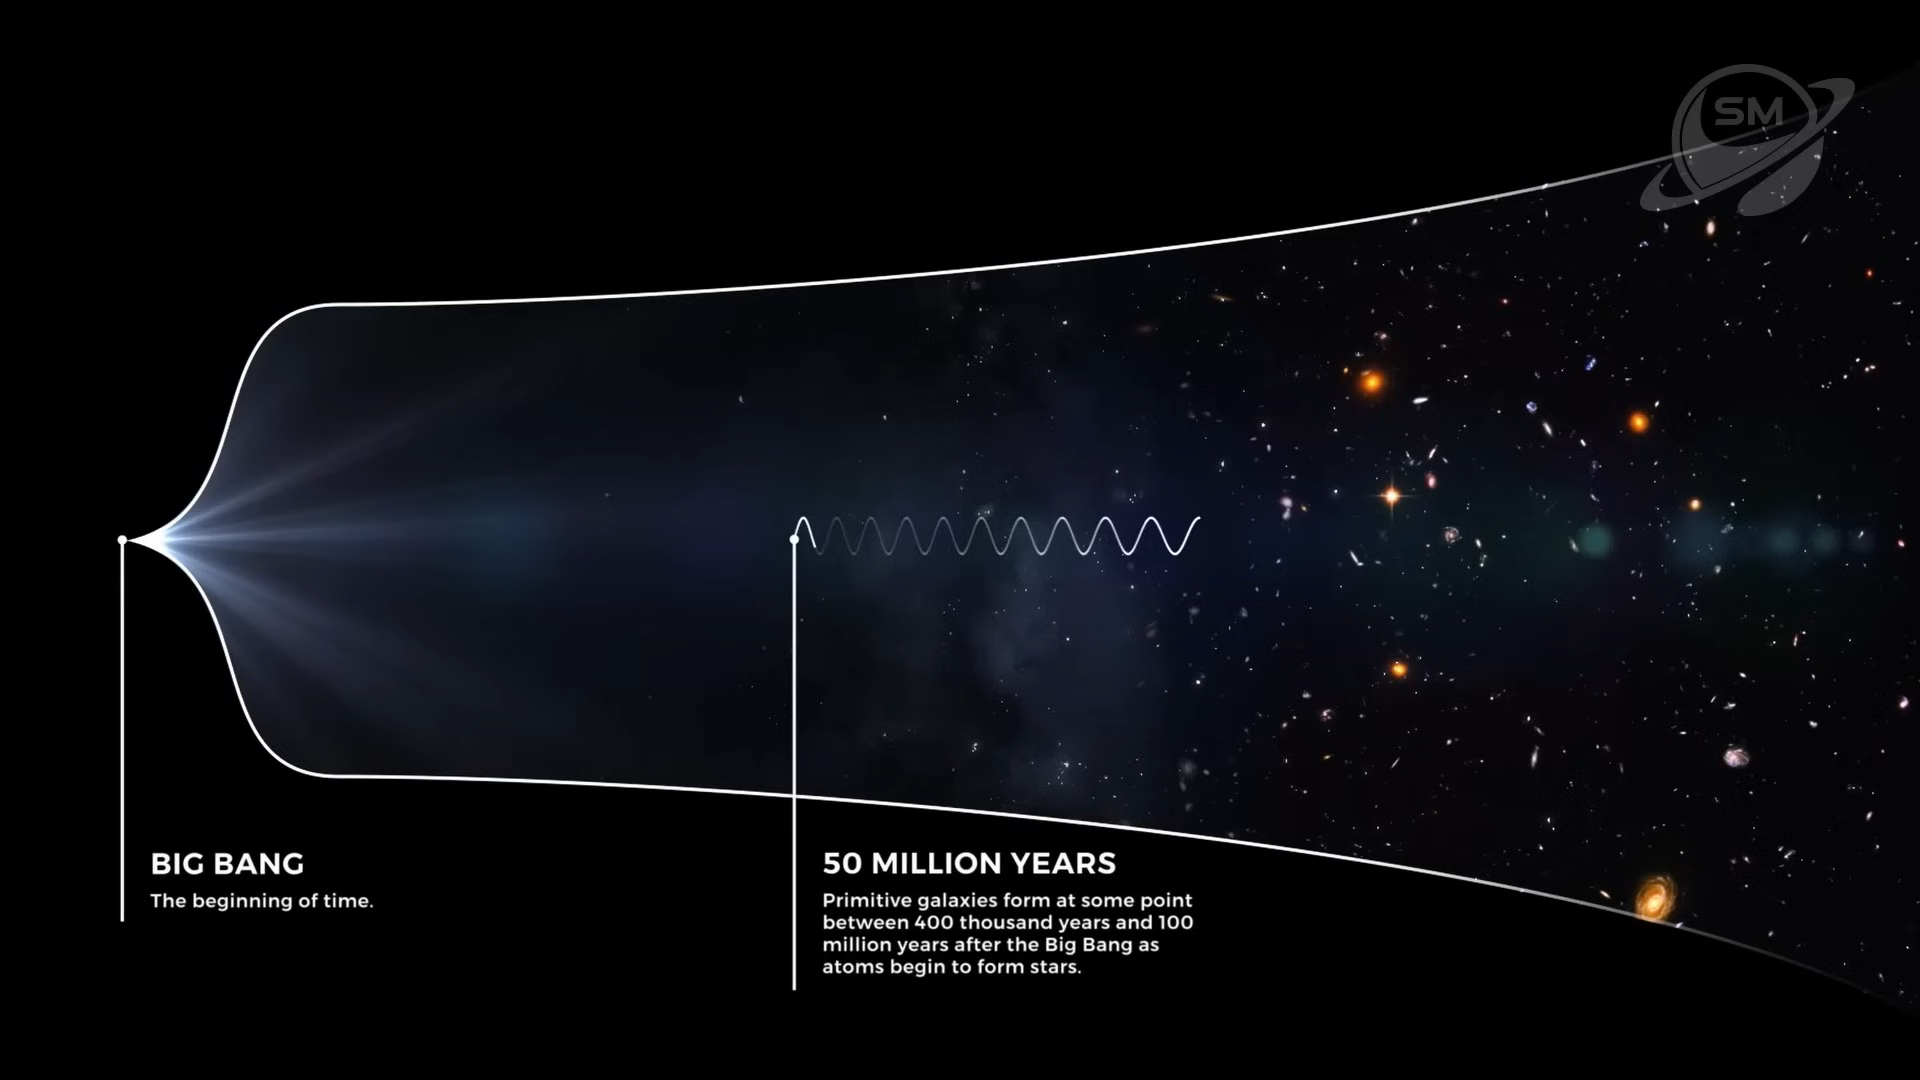 SM
BIG BANG
The beginning of time.
50 MILLION YEARS
Primitive galaxies form at some point
between 400 thousand years and 100
million years after the Big Bang as
atoms begin to form stars.